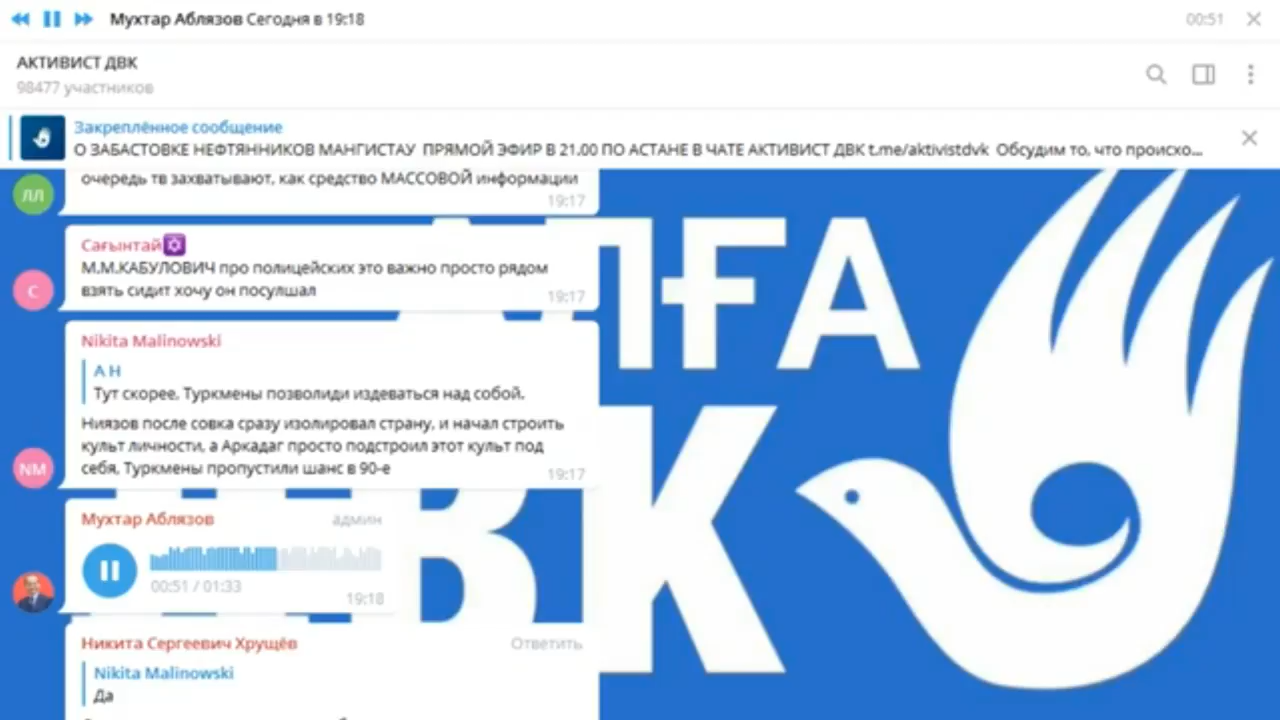 Мухтар Аблязов Сегодня в 19:18
00:51
АКТИВИСТ ДВК
98477 участников
Закреплённое сообщение
О ЗАБАСТОВКЕ НЕФТЯННИКОВ МАНГИСТАУ ПРЯМОЙ ЭФИР В 21.00 ПО АСТАНЕ В ЧАТЕ АКТИВИСТ ДВК t.me/aktivistdvk Обсудим то, что происхо...
очередь тв захватывают, как средство МАССОВОЙ информации
19:17
ЛЛ
Сағынтай
М.М.КАБУЛОВИЧ про полицейских это важно просто рядом
взять сидит хочу он посулшал
19:17
С
Nikita Malinowski
А Н
Тут скорее, Туркмены позволиди издеваться над собой.
Ниязов после совка сразу изолировал страну, и начал строить
культ личности, а Аркадаг просто подстроил этот культ под
себя, Туркмены пропустили шанс в 90-е
19:17
NM
Мухтар Аблязов админ
00:51 / 01:33
19:18
Никита Сергеевич Хрущёв Ответить
Nikita Malinowski
Да
ЛҒА
ВК